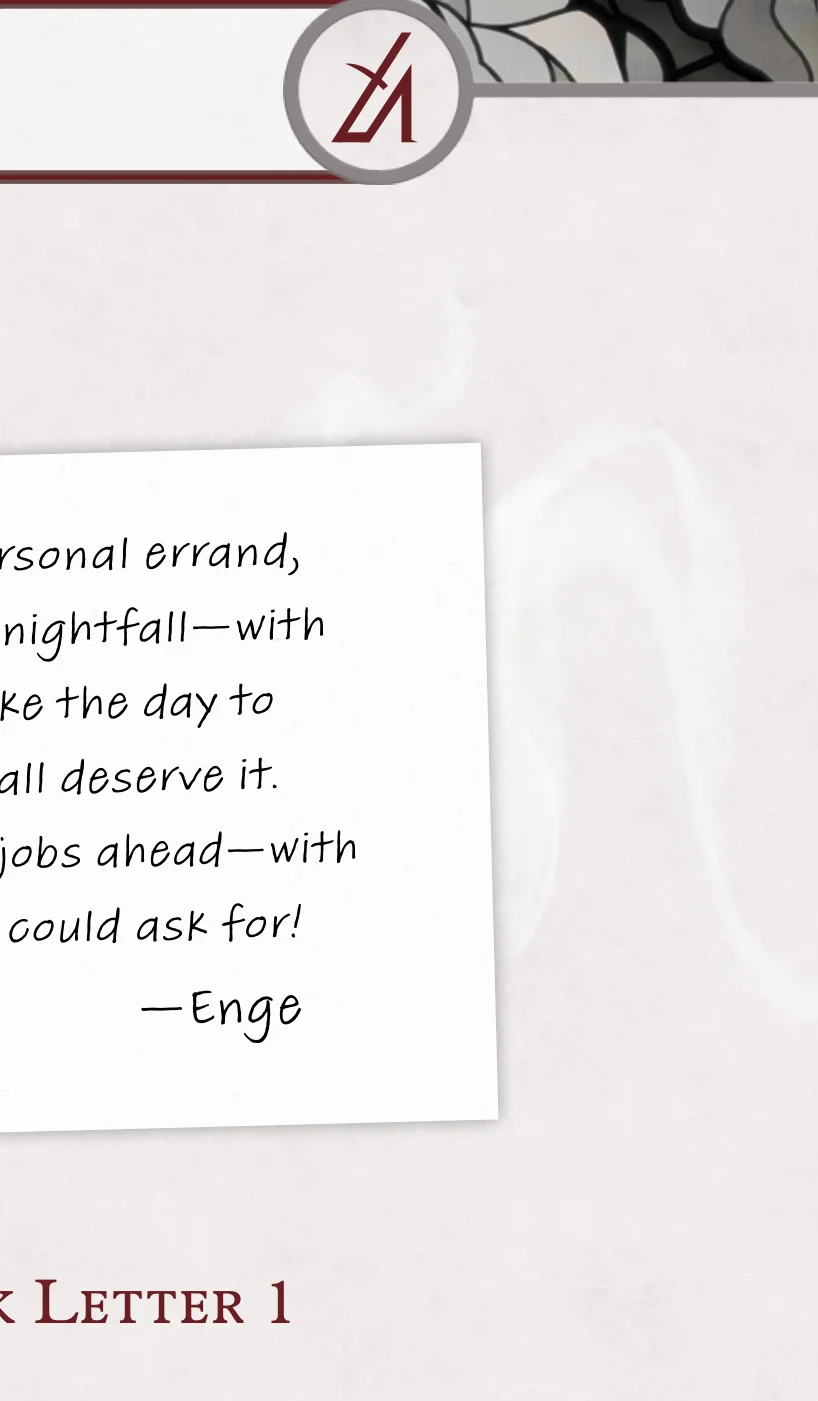 rsonal errand,
nightfall—with
ke the day to
all deserve it.
jobs ahead—with
could ask for!
—Enge
Letter 1